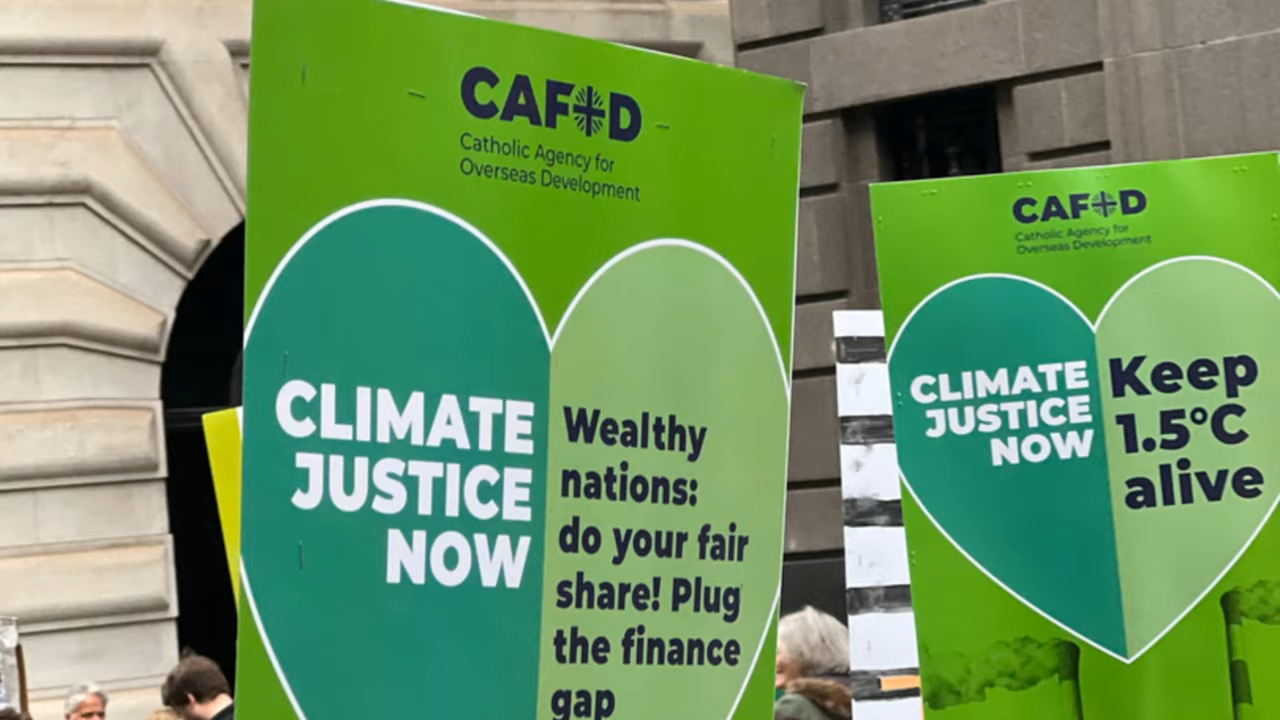 CAFOD
Catholic Agency for
Overseas Development
CLIMATE
JUSTICE
NOW
Wealthy
nations:
do your fair
share! Plug
the finance
gap
CAFOD
Catholic Agency for
Overseas Development
CLIMATE
JUSTICE
NOW
Keep
1.5°C
alive